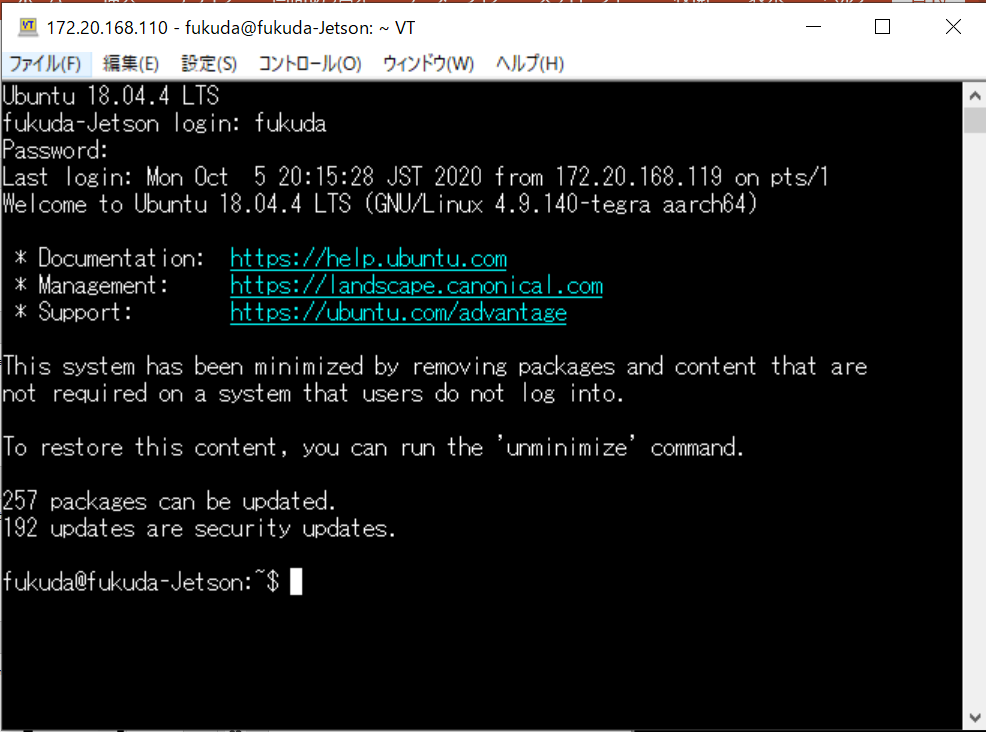 172.20.168.110 - fukuda@fukuda-Jetson: ~ VT
ファイル(F) 編集(E) 設定(S) コントロール(O) ウィンドウ(W) ヘルプ(H)
Ubuntu 18.04.4 LTS
fukuda-Jetson login: fukuda
Password:
Last login: Mon Oct  5 20:15:28 JST 2020 from 172.20.168.119 on pts/1
Welcome to Ubuntu 18.04.4 LTS (GNU/Linux 4.9.140-tegra aarch64)
* Documentation:  https://help.ubuntu.com
* Management:     https://landscape.canonical.com
* Support:        https://ubuntu.com/advantage
This system has been minimized by removing packages and content that are
not required on a system that users do not log into.
To restore this content, you can run the 'unminimize' command.
257 packages can be updated.
192 updates are security updates.
fukuda@fukuda-Jetson:~$